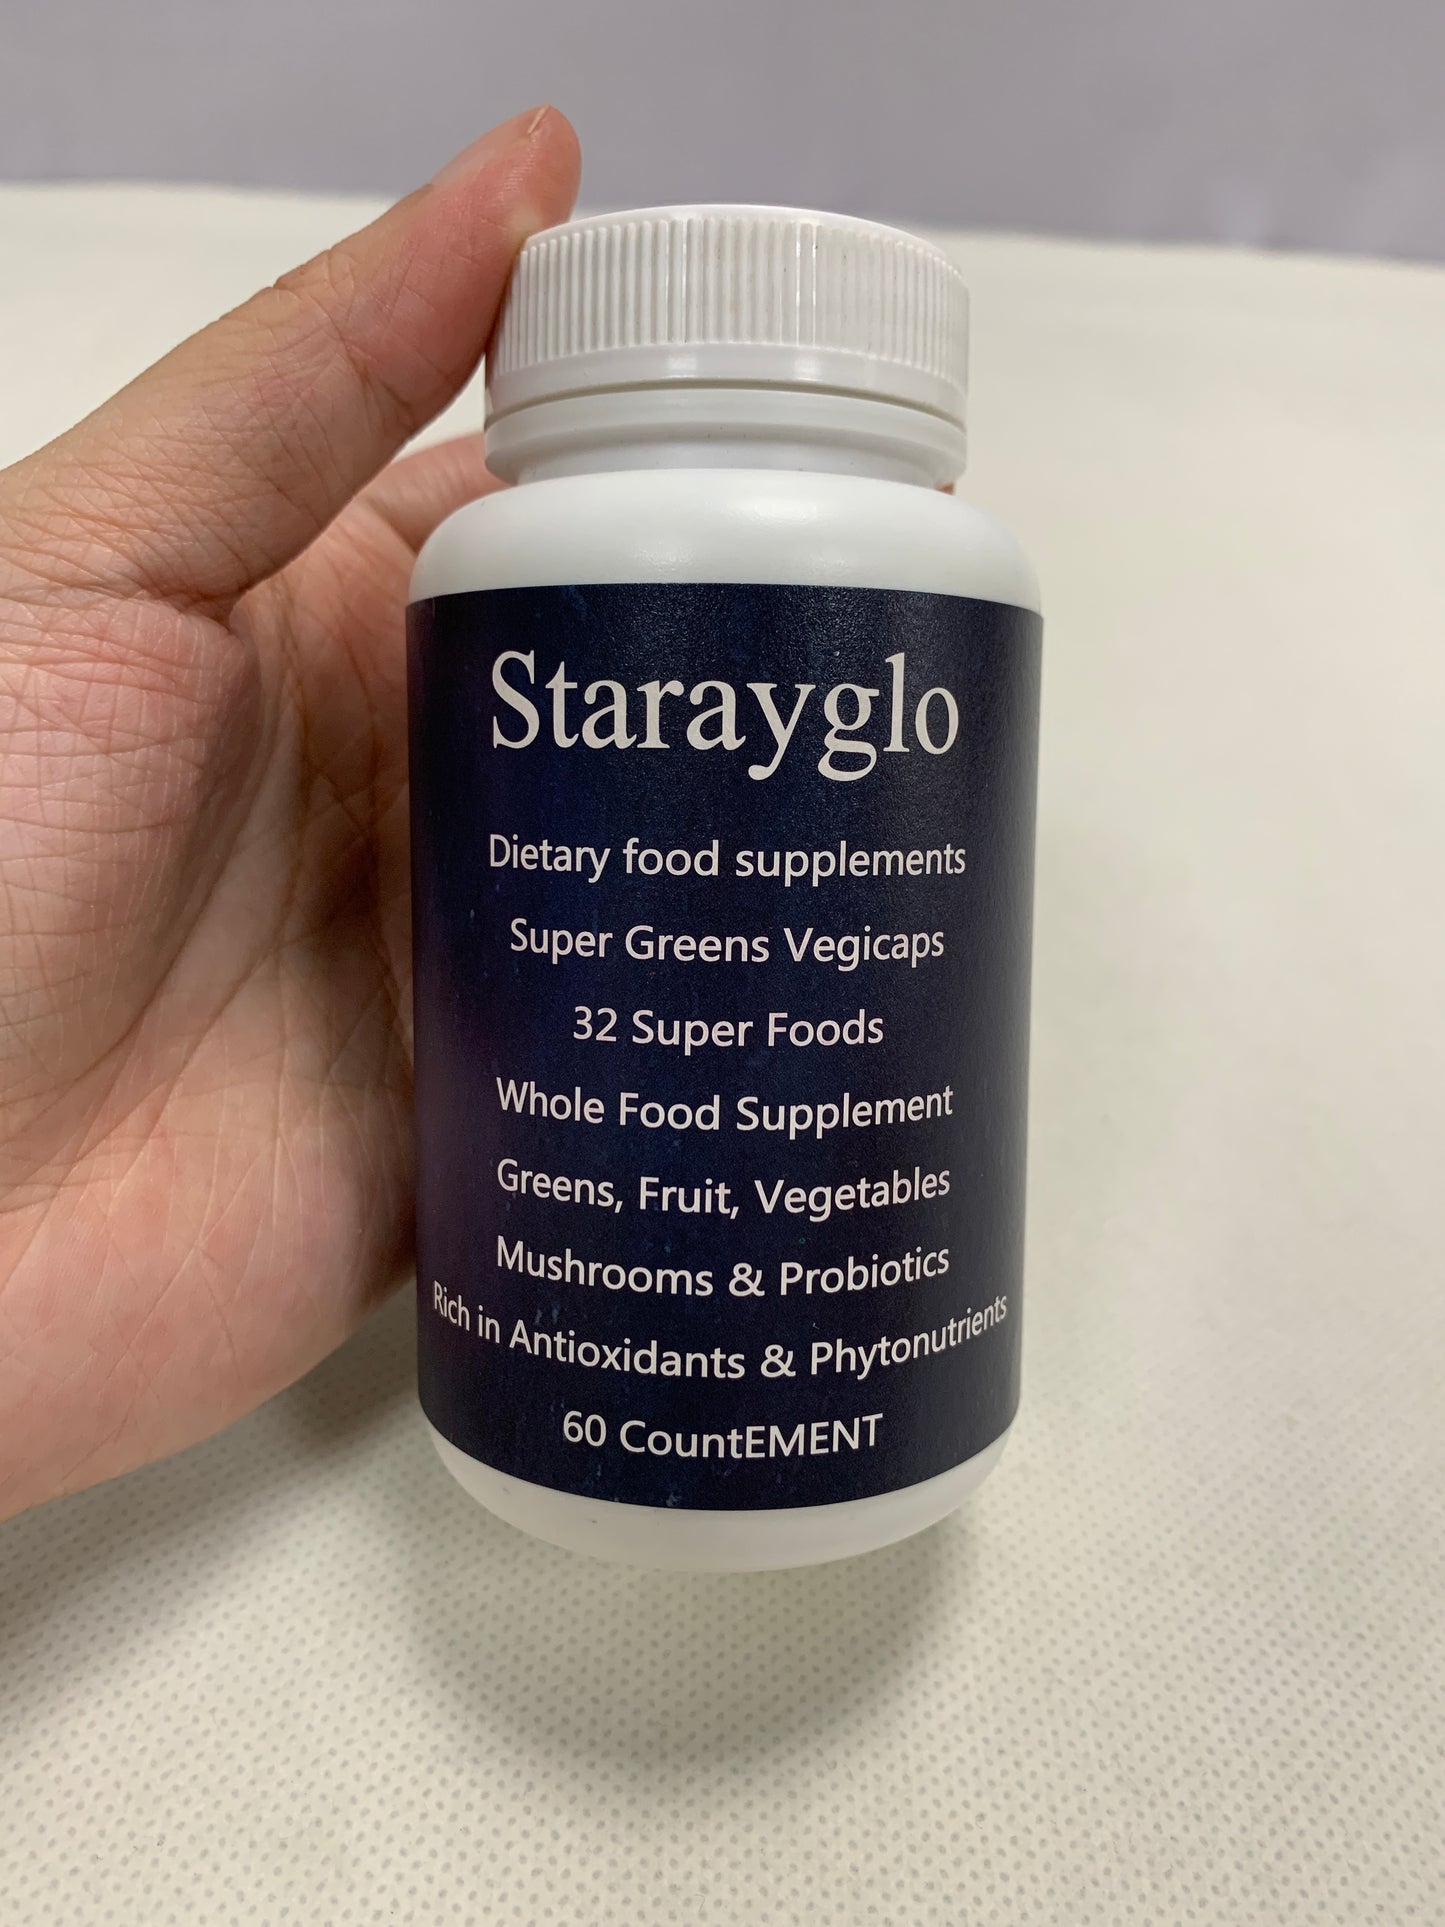 Starayglo
Dietary food supplements
Super Greens Vegicaps
32 Super Foods
Whole Food Supplement
Greens, Fruit, Vegetables
Mushrooms & Probiotics
Rich in Antioxidants & Phytonutrients
60 CountEMENT